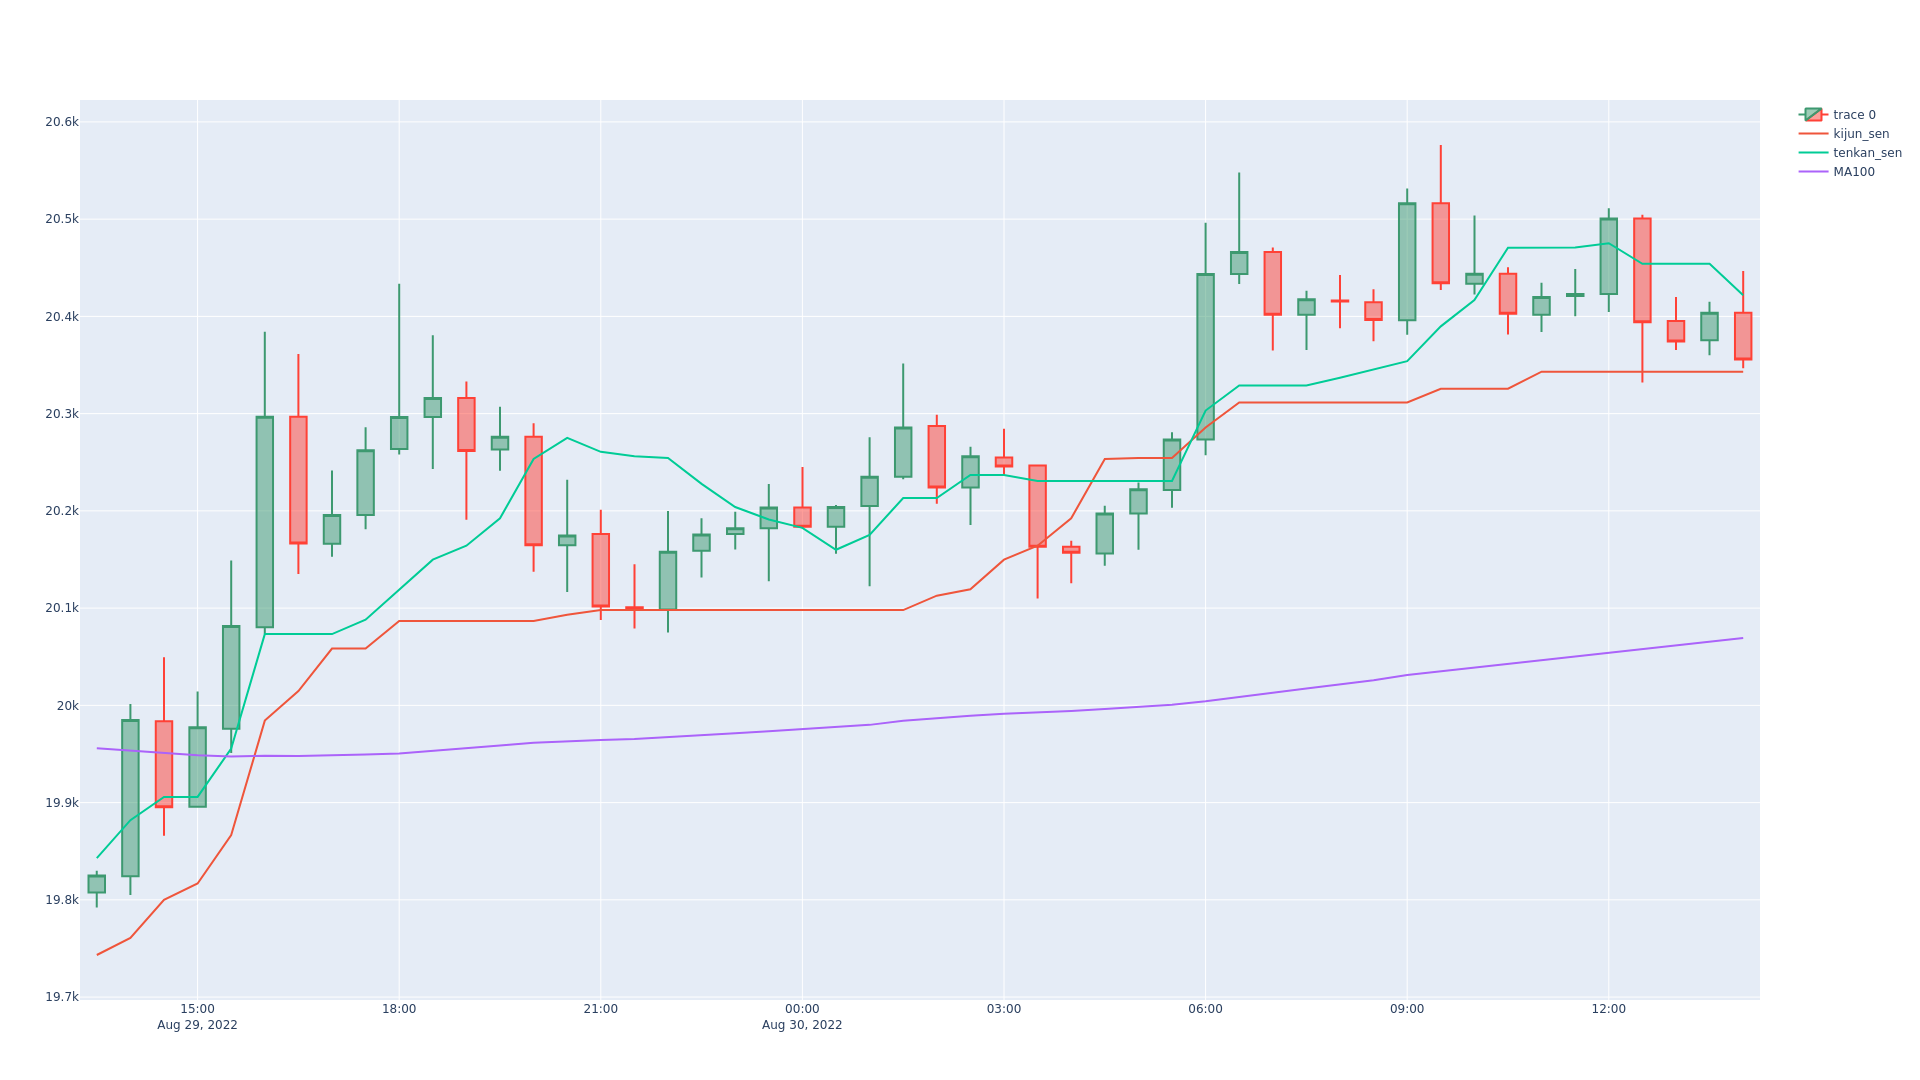 20.6k
20.5k
20.4k
20.3k
20.2k
20.1k
20k
19.9k
19.8k
19.7k
15:00
Aug 29, 2022
18:00
21:00
00:00
Aug 30, 2022
03:00
06:00
09:00
12:00
trace 0
kijun_sen
tenkan_sen
MA100